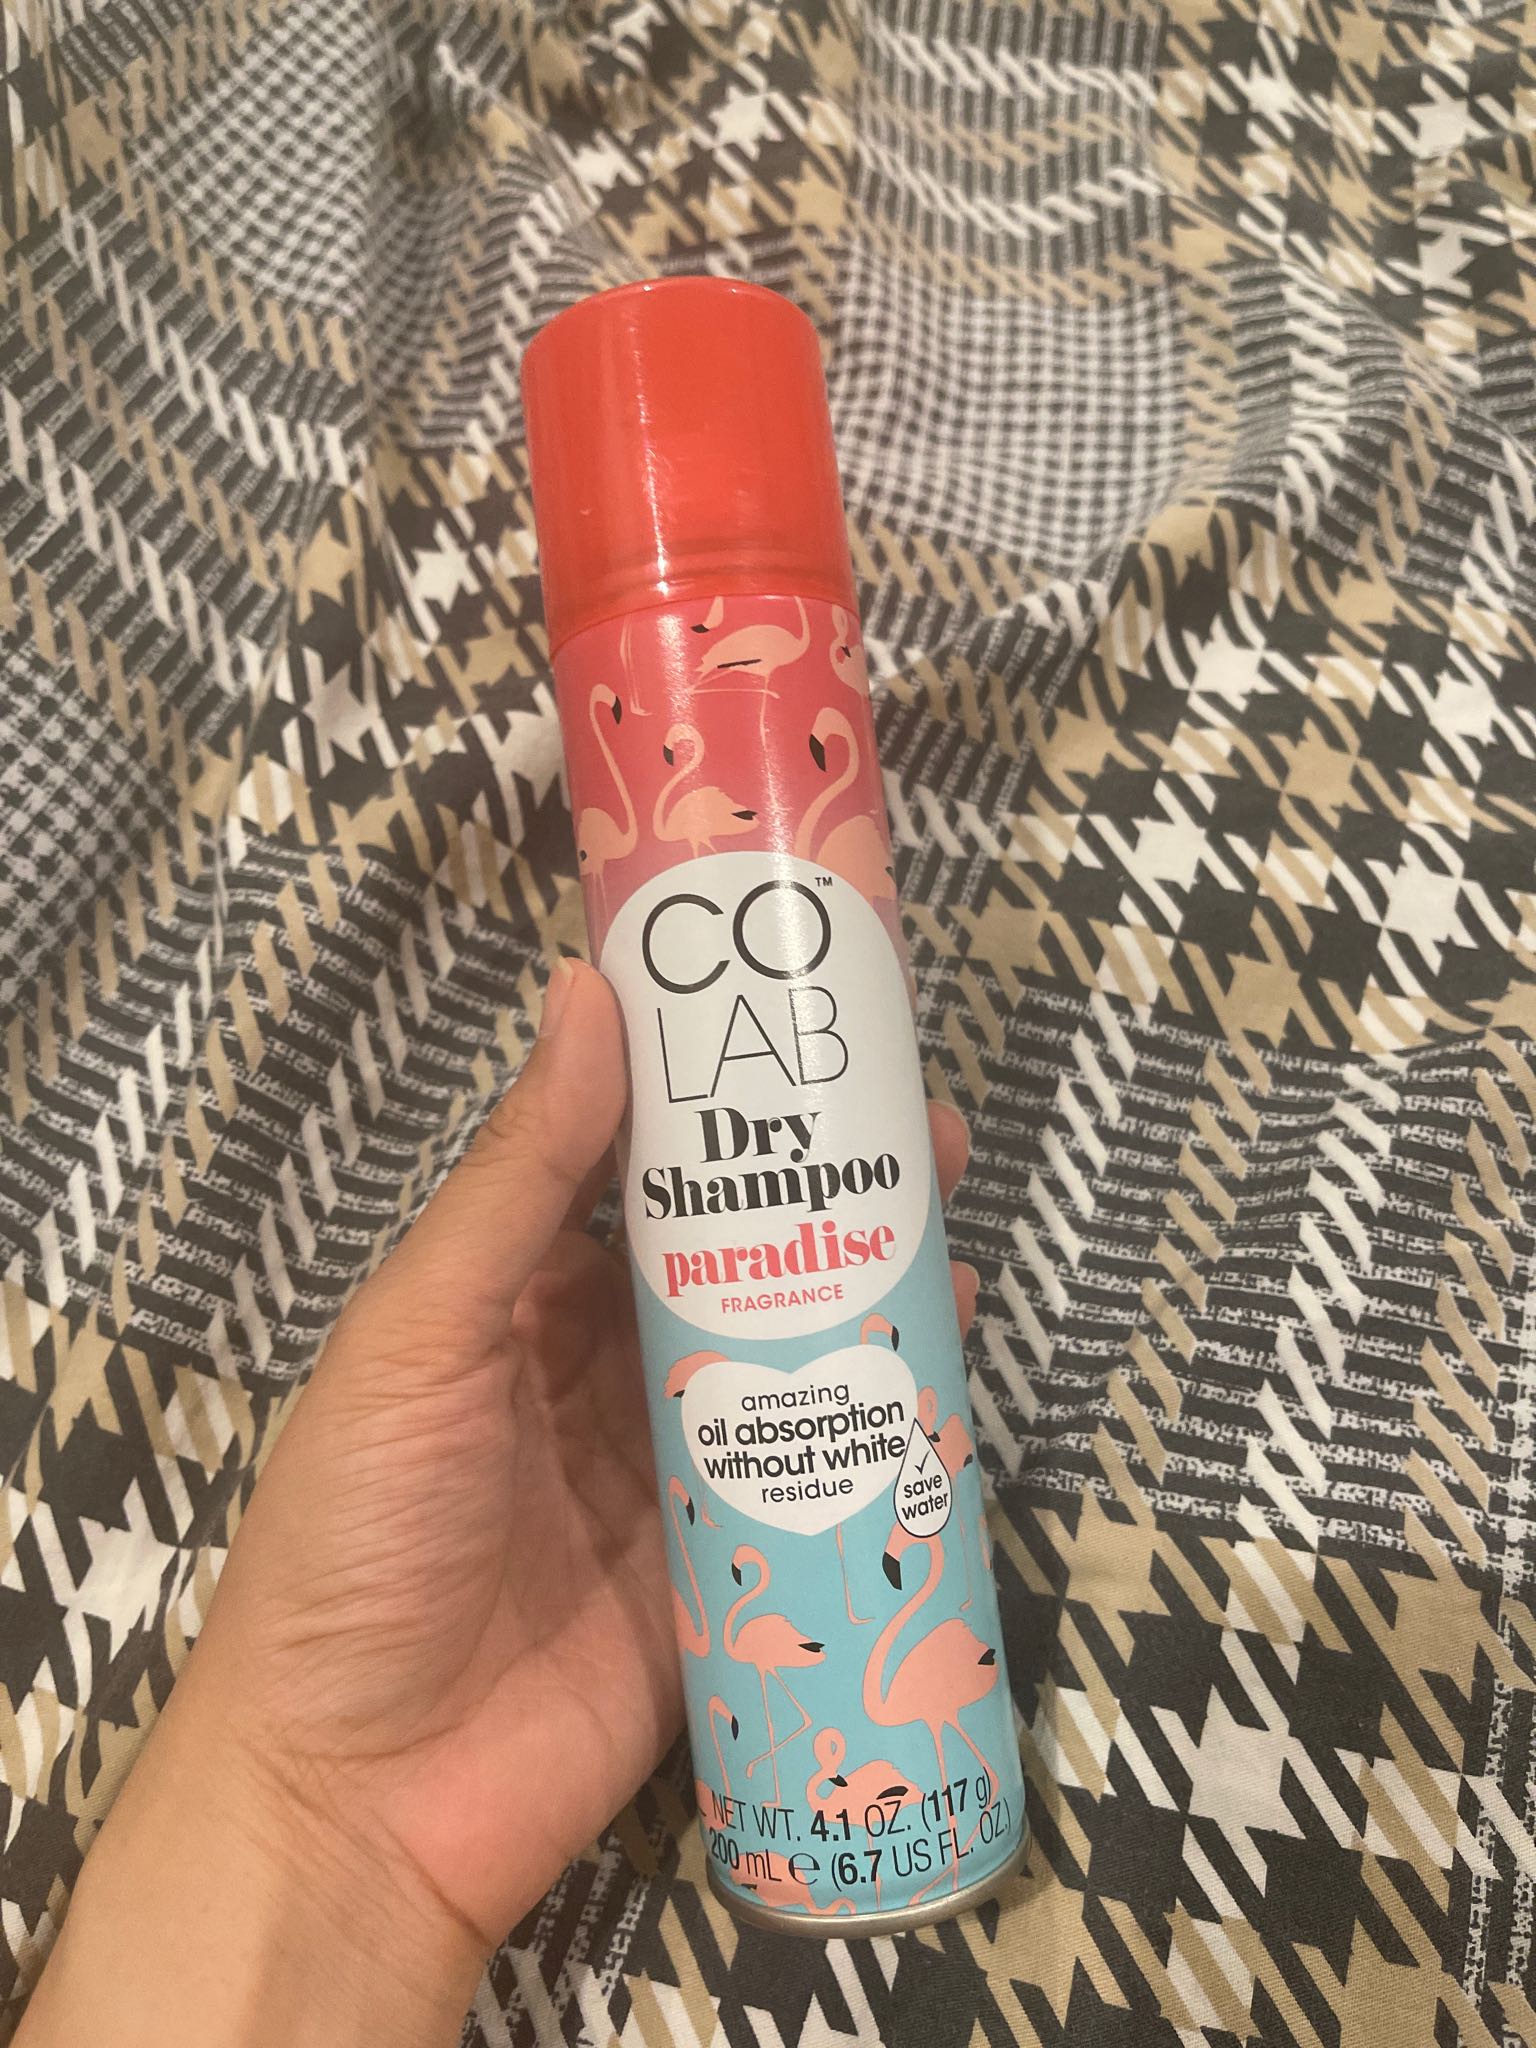 CO™
LAB
Dry
Shampoo
paradise
FRAGRANCE
amazing
oil absorption
without white
residue
save
water
NET WT. 4.1 OZ. (117 g)
200 mL ℮ (6.7 US FL. OZ.)